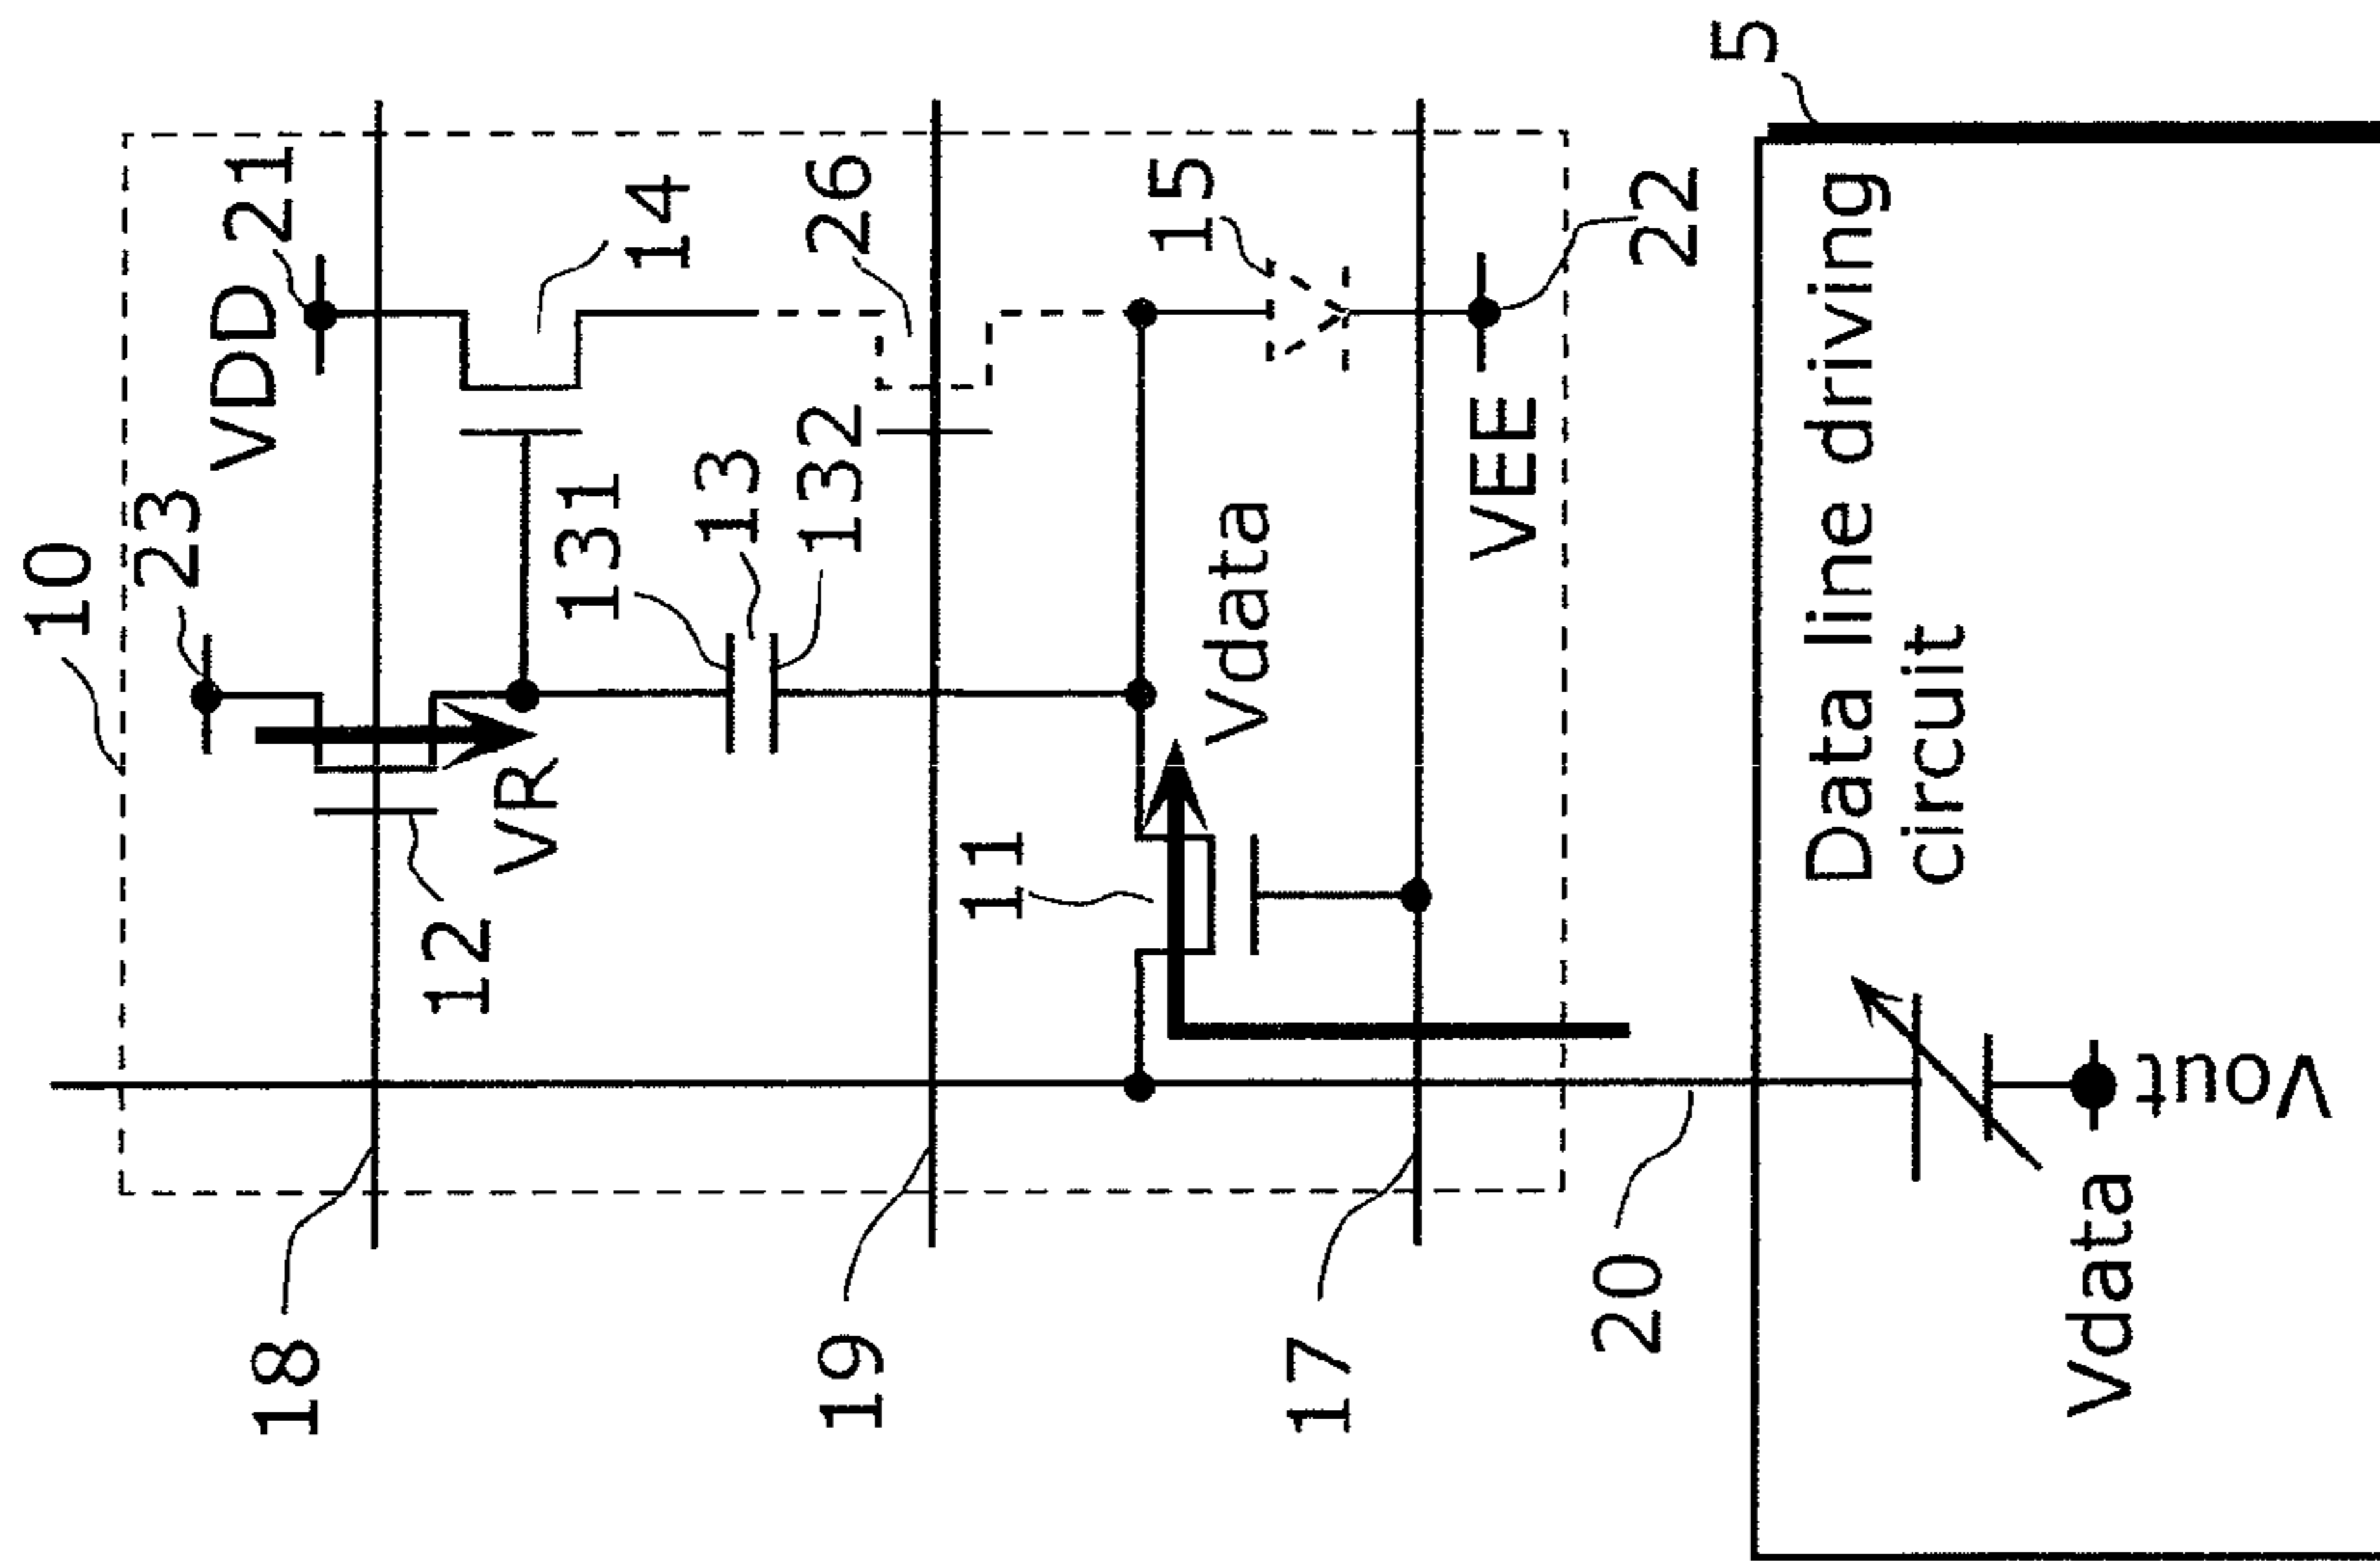 10
23
VDD
21
18
12
VR
131
14
13
132
26
19
11
15
Vdata
17
VEE
20
22
5
Data line driving
circuit
Vdata
Vout